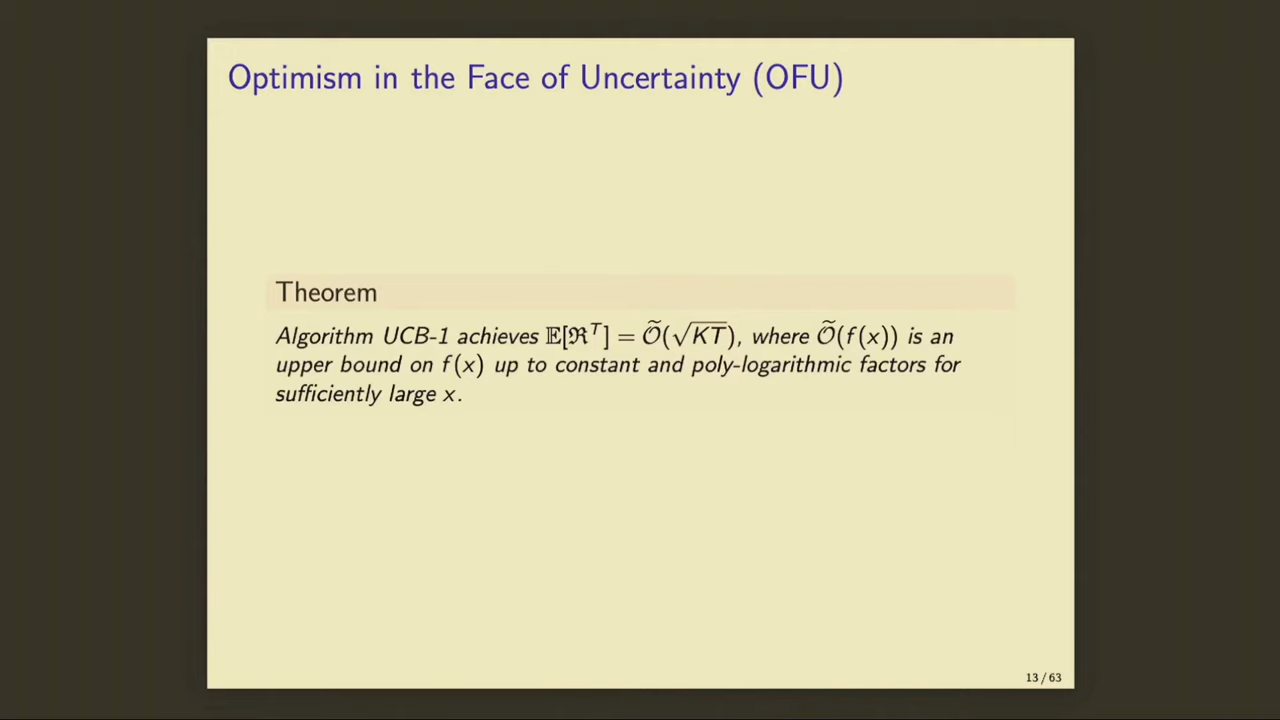 Optimism in the Face of Uncertainty (OFU)
Theorem
Algorithm UCB-1 achieves 𝔼[ℜᵀ] = Õ(√KT), where Õ(f(x)) is an
upper bound on f(x) up to constant and poly-logarithmic factors for
sufficiently large x.
13 / 63